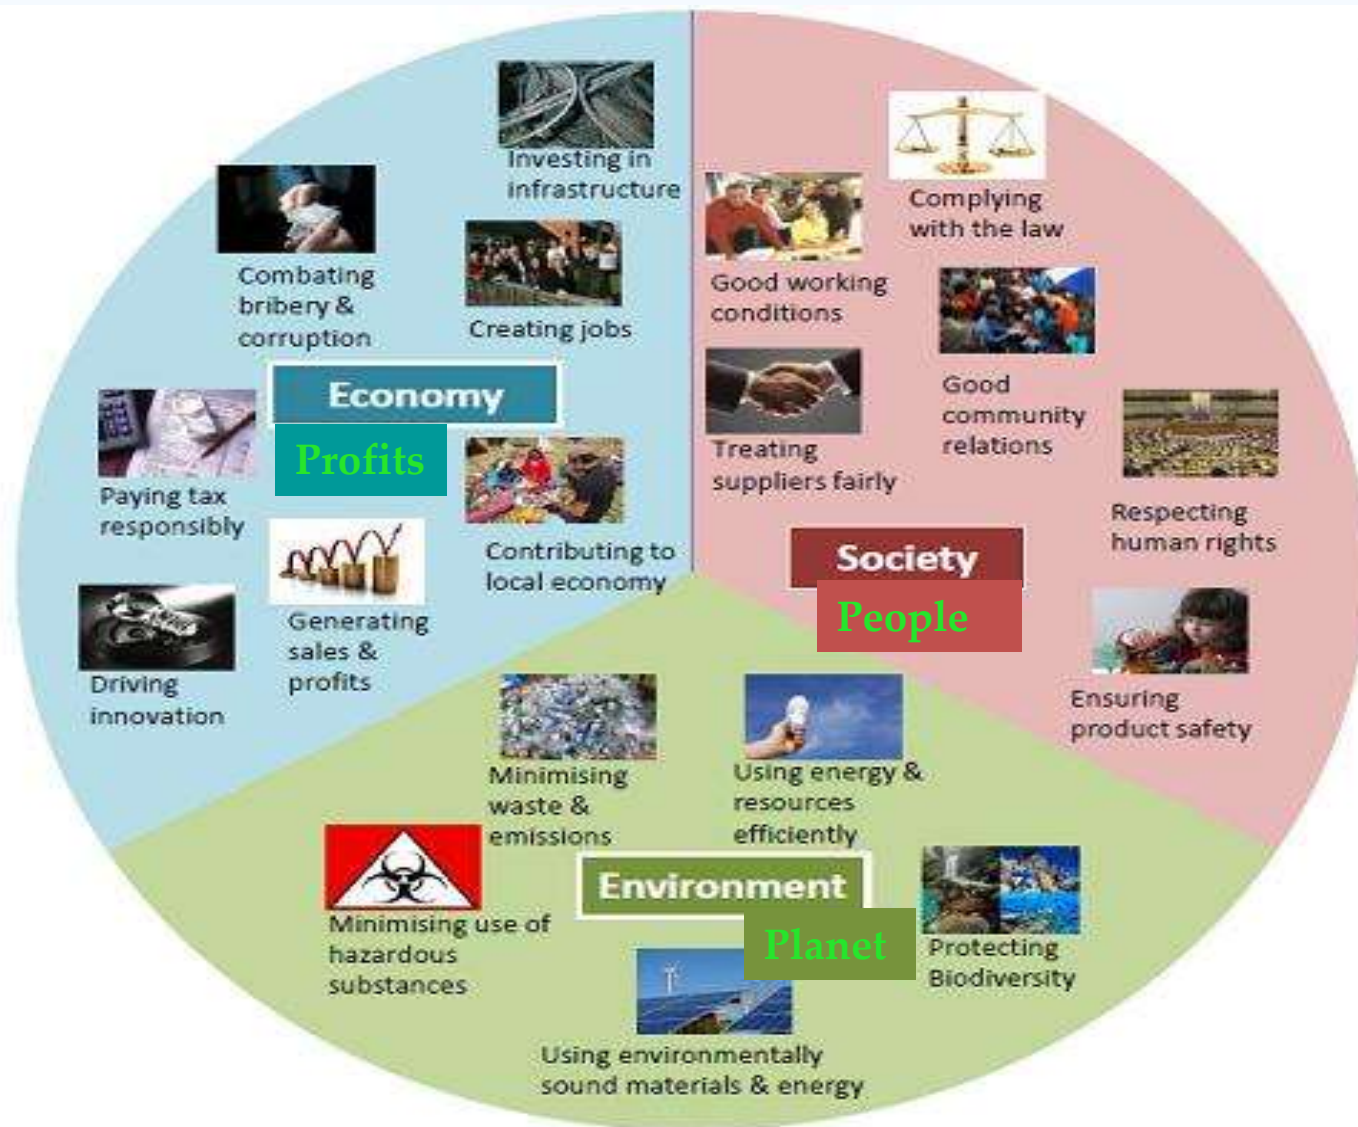 Investing in
infrastructure
Combating
bribery &
corruption
Creating jobs
Economy
Profits
Paying tax
responsibly
Contributing to
local economy
Generating
sales &
profits
Driving
innovation
Complying
with the law
Good working
conditions
Good
community
relations
Treating
suppliers fairly
Respecting
human rights
Society
People
Ensuring
product safety
Minimising
waste &
emissions
Using energy &
resources
efficiently
Environment
Planet
Minimising use of
hazardous
substances
Protecting
Biodiversity
Using environmentally
sound materials & energy